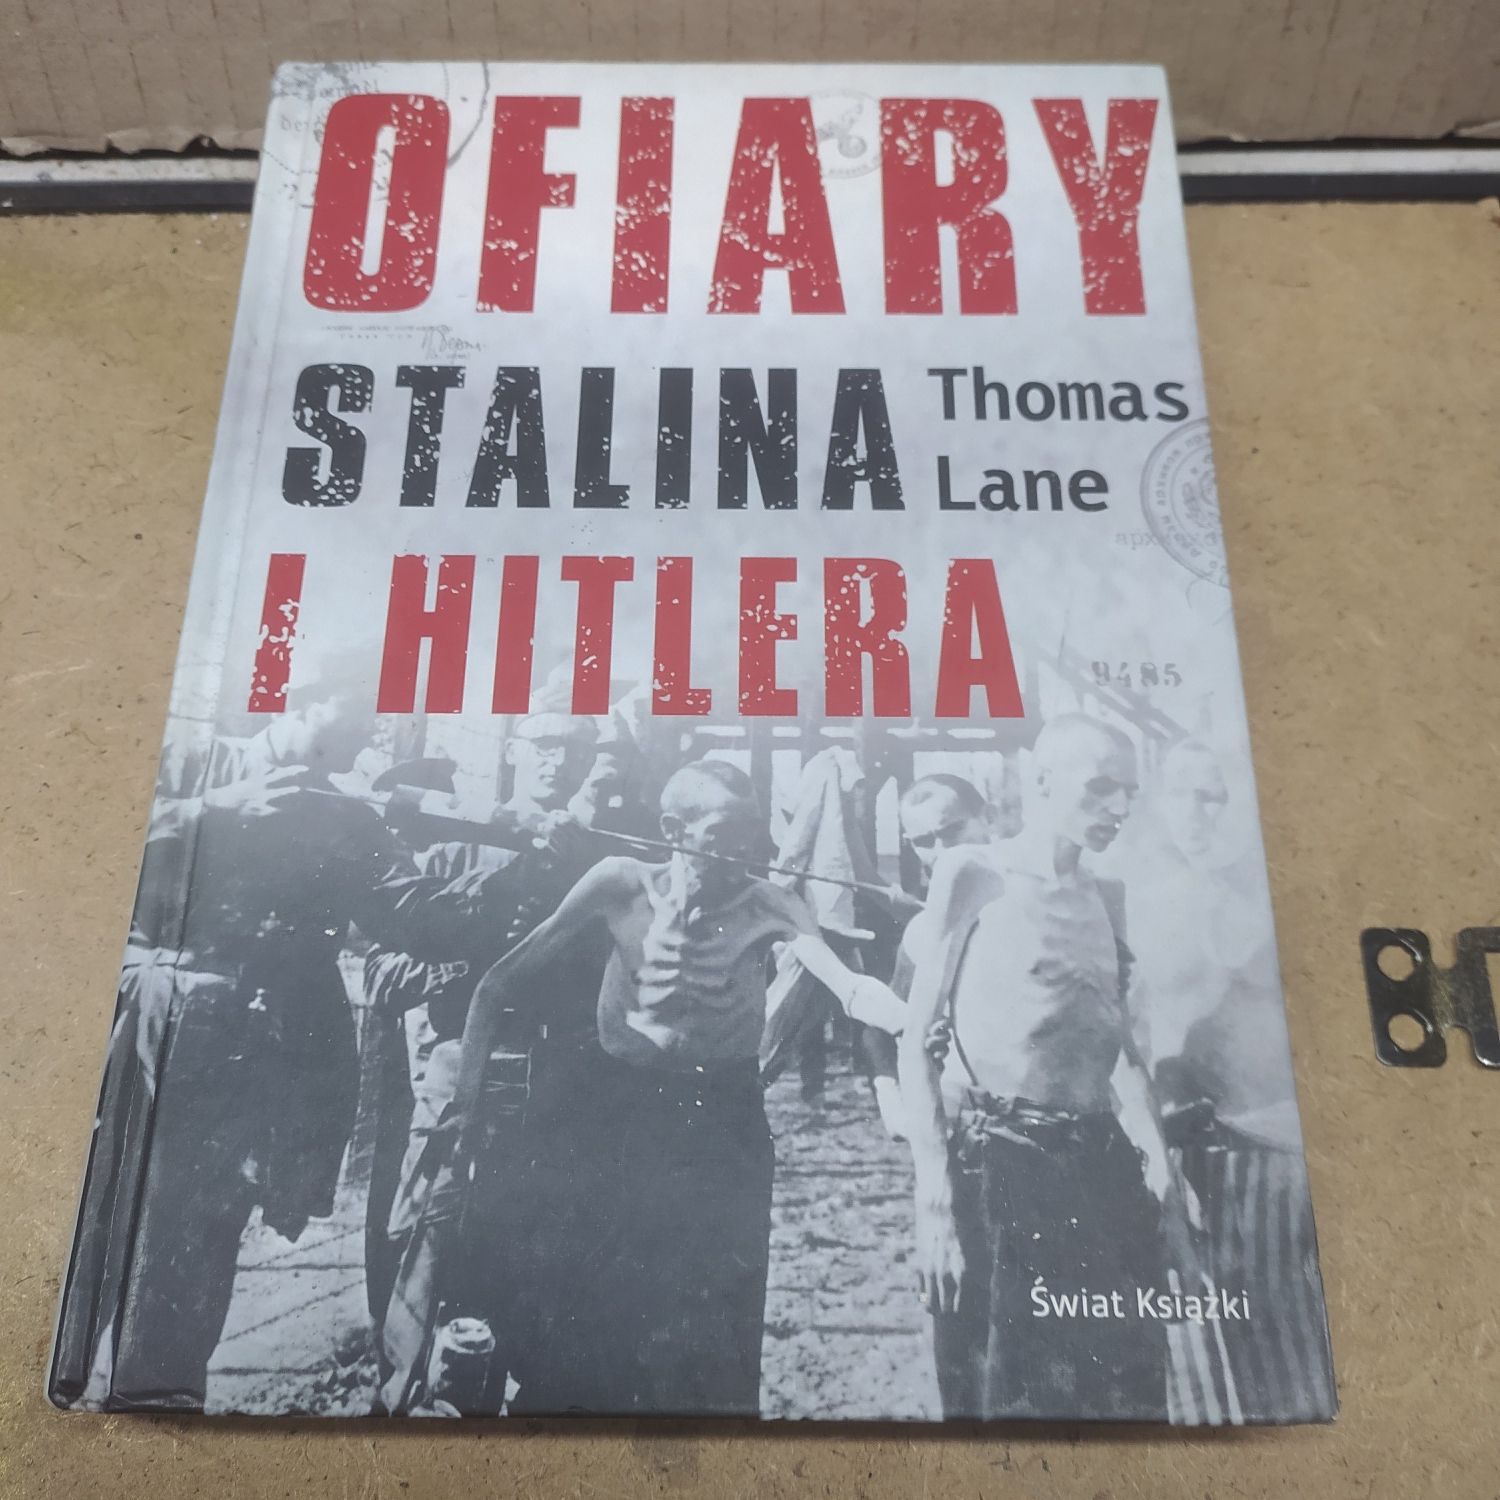 OFIARY
STALINA
Thomas
Lane
I HITLERA
9485
Świat Książki